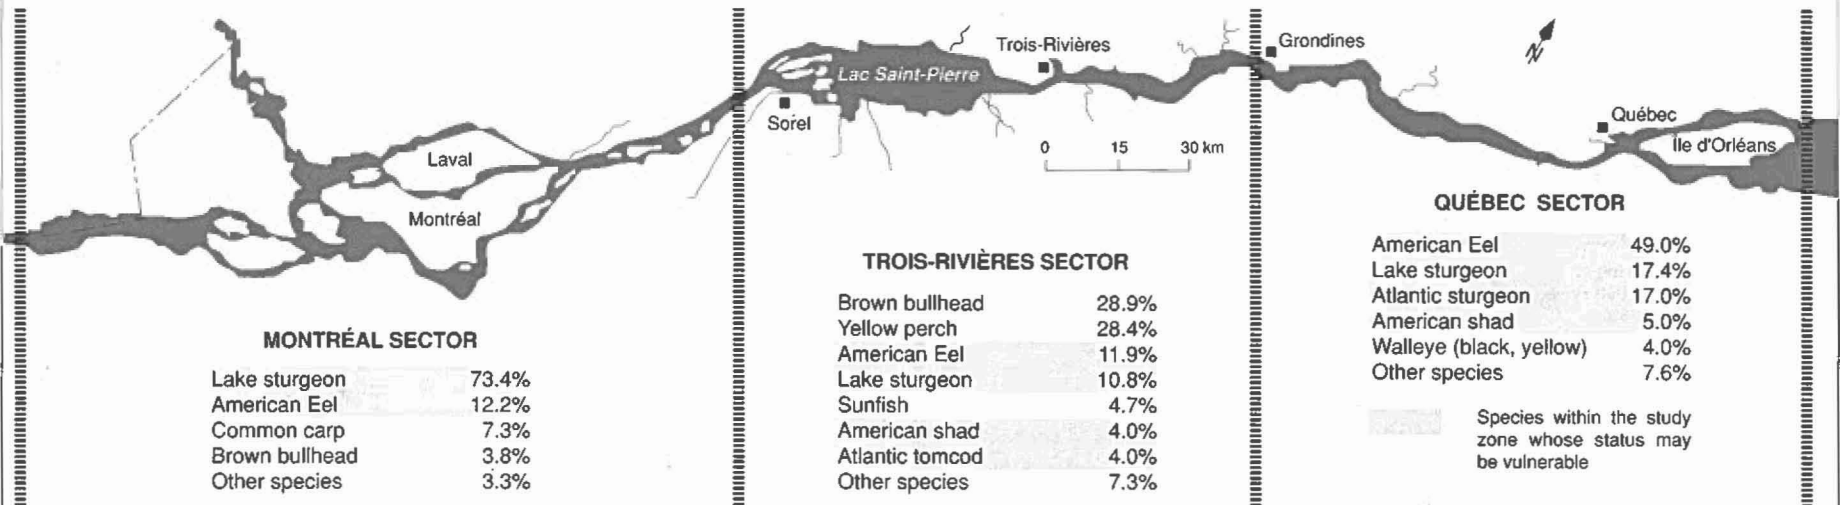 Grondines
N
Trois-Rivières
Lac Saint-Pierre
Sorel
Québec
Île d'Orléans
Laval
Montréal
0 15 30 km
MONTRÉAL SECTOR
Lake sturgeon 73.4%
American Eel 12.2%
Common carp 7.3%
Brown bullhead 3.8%
Other species 3.3%
TROIS-RIVIÈRES SECTOR
Brown bullhead 28.9%
Yellow perch 28.4%
American Eel 11.9%
Lake sturgeon 10.8%
Sunfish 4.7%
American shad 4.0%
Atlantic tomcod 4.0%
Other species 7.3%
QUÉBEC SECTOR
American Eel 49.0%
Lake sturgeon 17.4%
Atlantic sturgeon 17.0%
American shad 5.0%
Walleye (black, yellow) 4.0%
Other species 7.6%
Species within the study
zone whose status may
be vulnerable